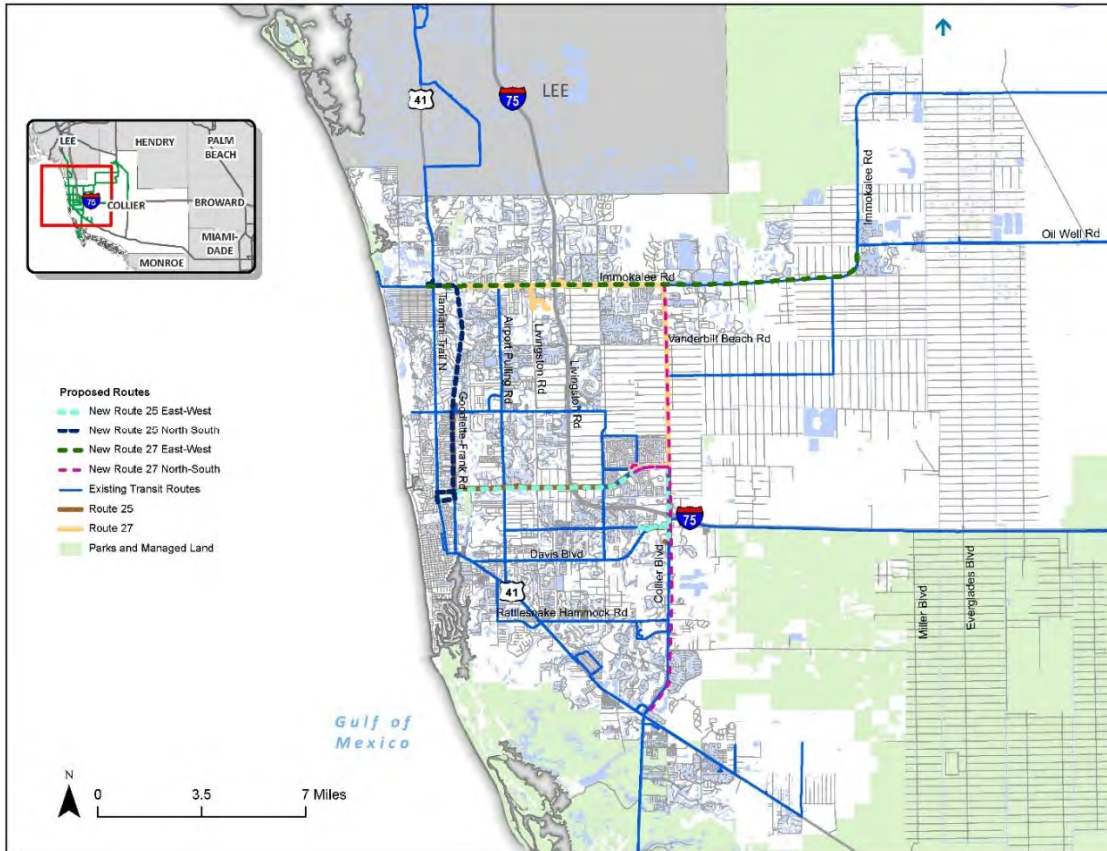 LEE
HENDRY
PALM
BEACH
75
COLLIER
BROWARD
MIAMI-
DADE
MONROE
41
75
LEE
Immokalee Rd
Oil Well Rd
Immokalee Rd
Tamiami Trail N
Goodlette-Frank Rd
Airport Pulling Rd
Livingston Rd
Livingston Rd
Vanderbilt Beach Rd
Proposed Routes
New Route 25 East-West
New Route 25 North South
New Route 27 East-West
New Route 27 North-South
Existing Transit Routes
Route 25
Route 27
Parks and Managed Land
75
Davis Blvd
Collier Blvd
41
Rattlesnake Hammock Rd
Miller Blvd
Everglades Blvd
Gulf of
Mexico
N
0 3.5 7 Miles